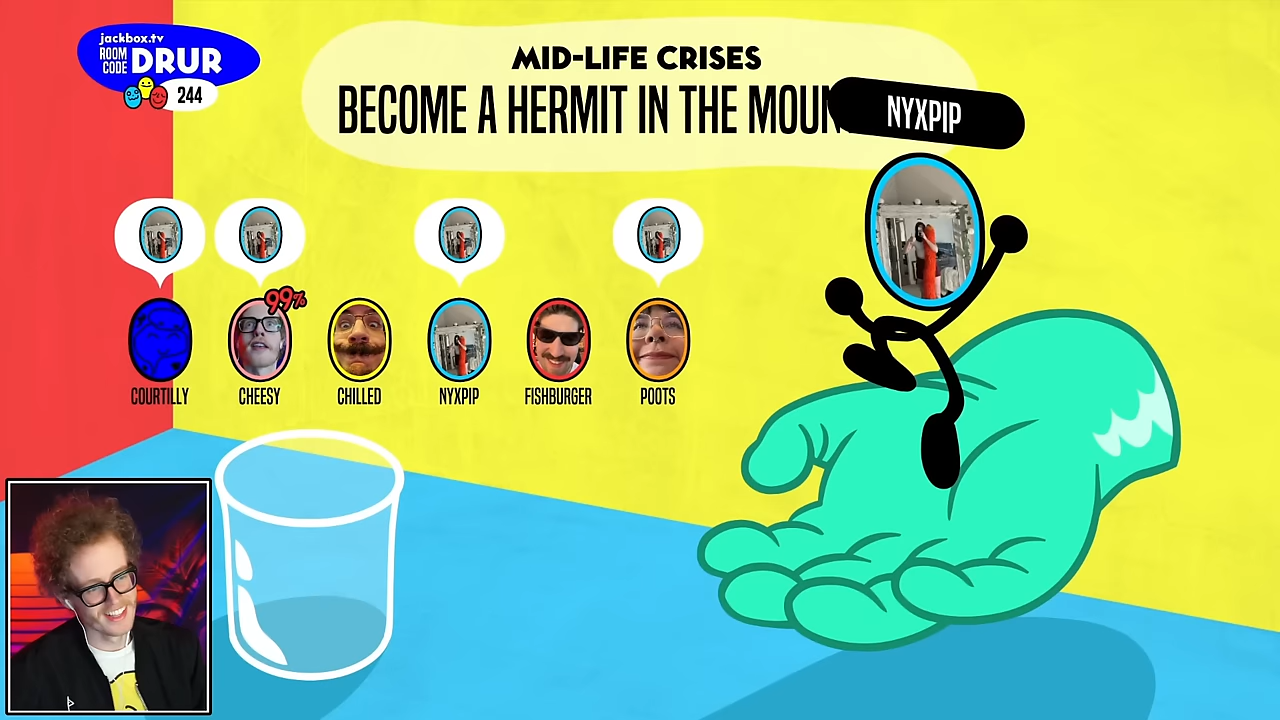 jackbox.tv
ROOM CODE DRUR
244
MID-LIFE CRISES
BECOME A HERMIT IN THE MOUN
NYXPIP
99%
COURTILLY
CHEESY
CHILLED
NYXPIP
FISHBURGER
POOTS